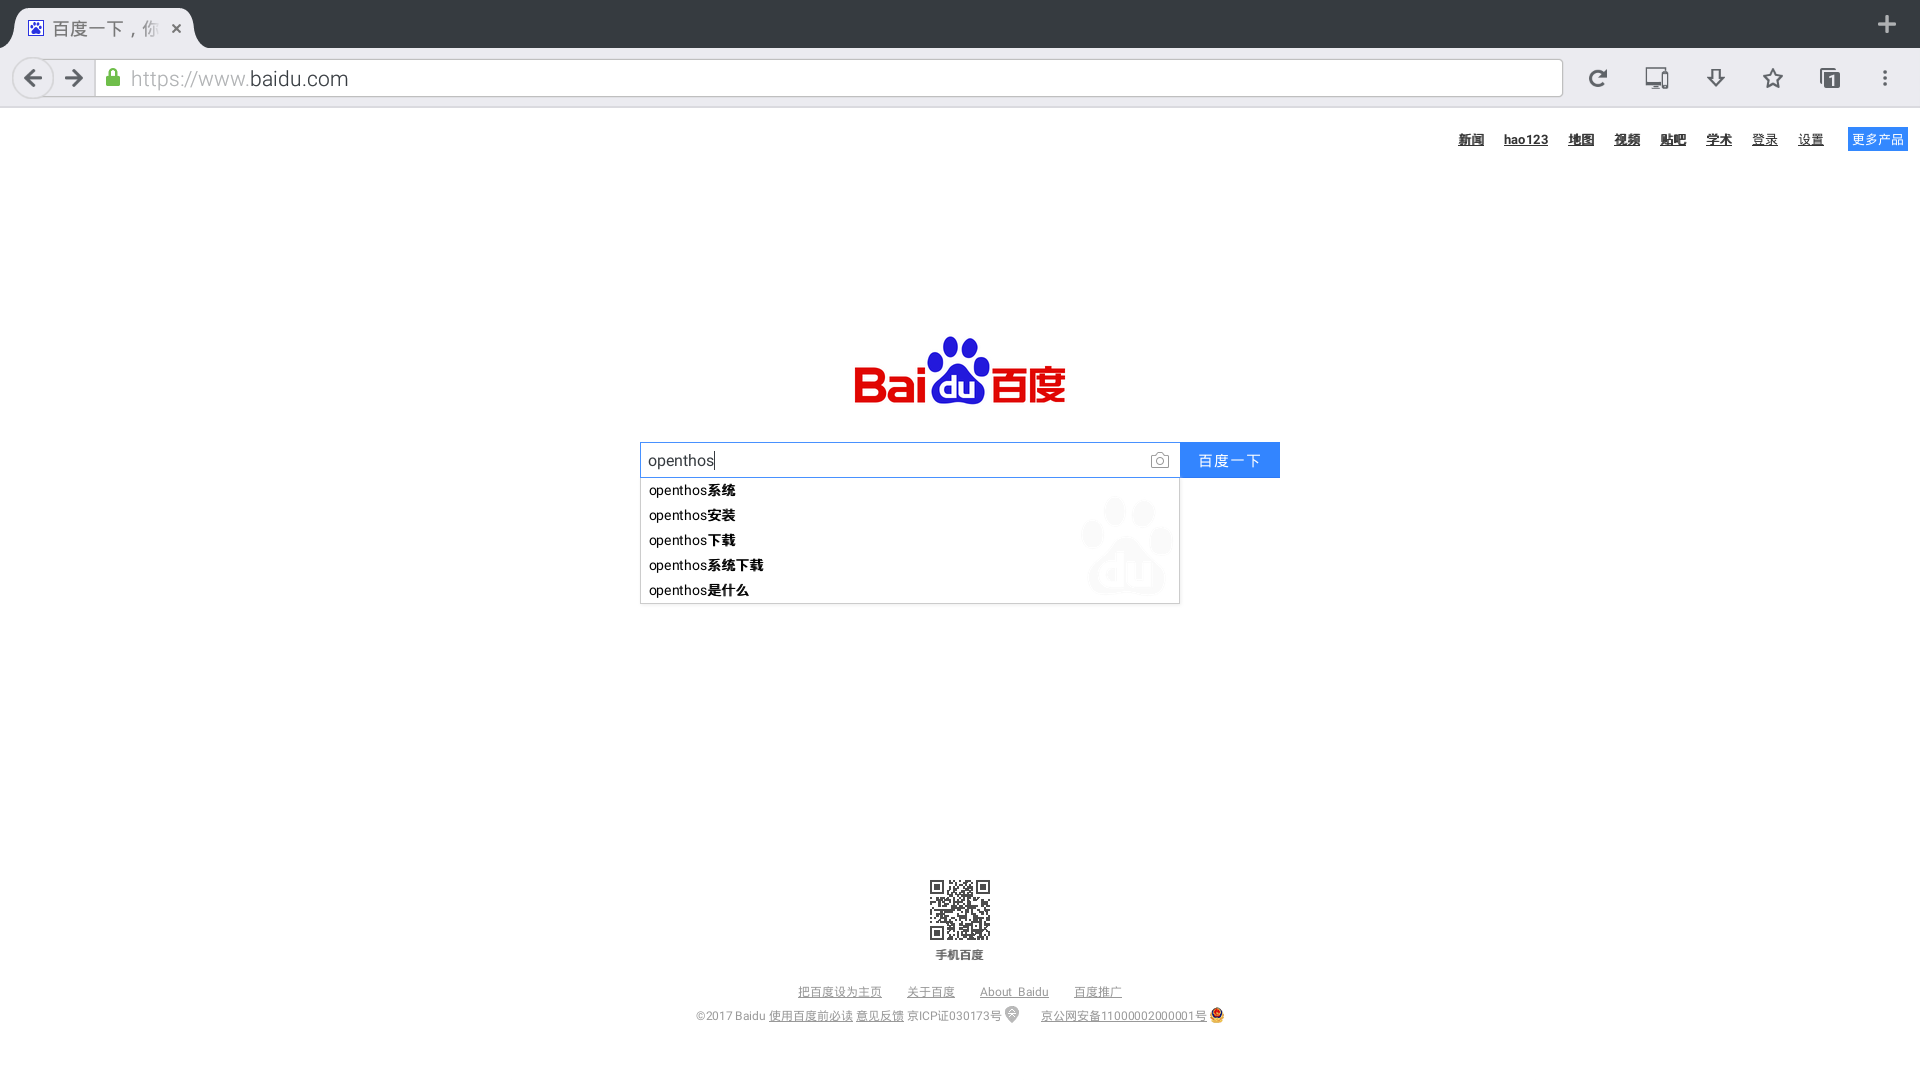 百度一下，你
1
https://www.baidu.com
新闻 hao123 地图 视频 贴吧 学术 登录 设置 更多产品
Bai du 百度
openthos 百度一下
openthos系统
openthos安装
openthos下载
openthos系统下载
openthos是什么
du
手机百度
把百度设为主页 关于百度 About Baidu 百度推广
©2017 Baidu 使用百度前必读 意见反馈 京ICP证030173号 京公网安备11000002000001号